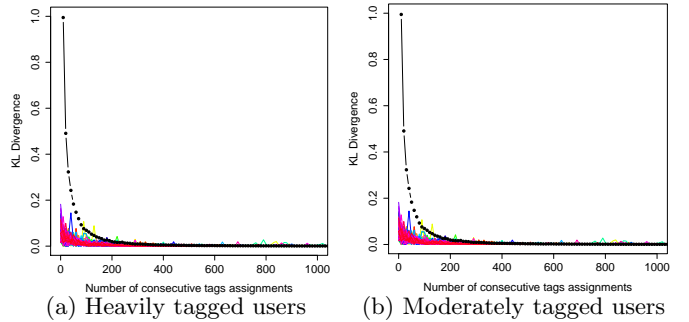 1.0
0.8
0.6
0.4
0.2
0.0
KL Divergence
0 200 400 600 800 1000
Number of consecutive tags assignments
(a) Heavily tagged users
1.0
0.8
0.6
0.4
0.2
0.0
KL Divergence
0 200 400 600 800 1000
Number of consecutive tags assignments
(b) Moderately tagged users